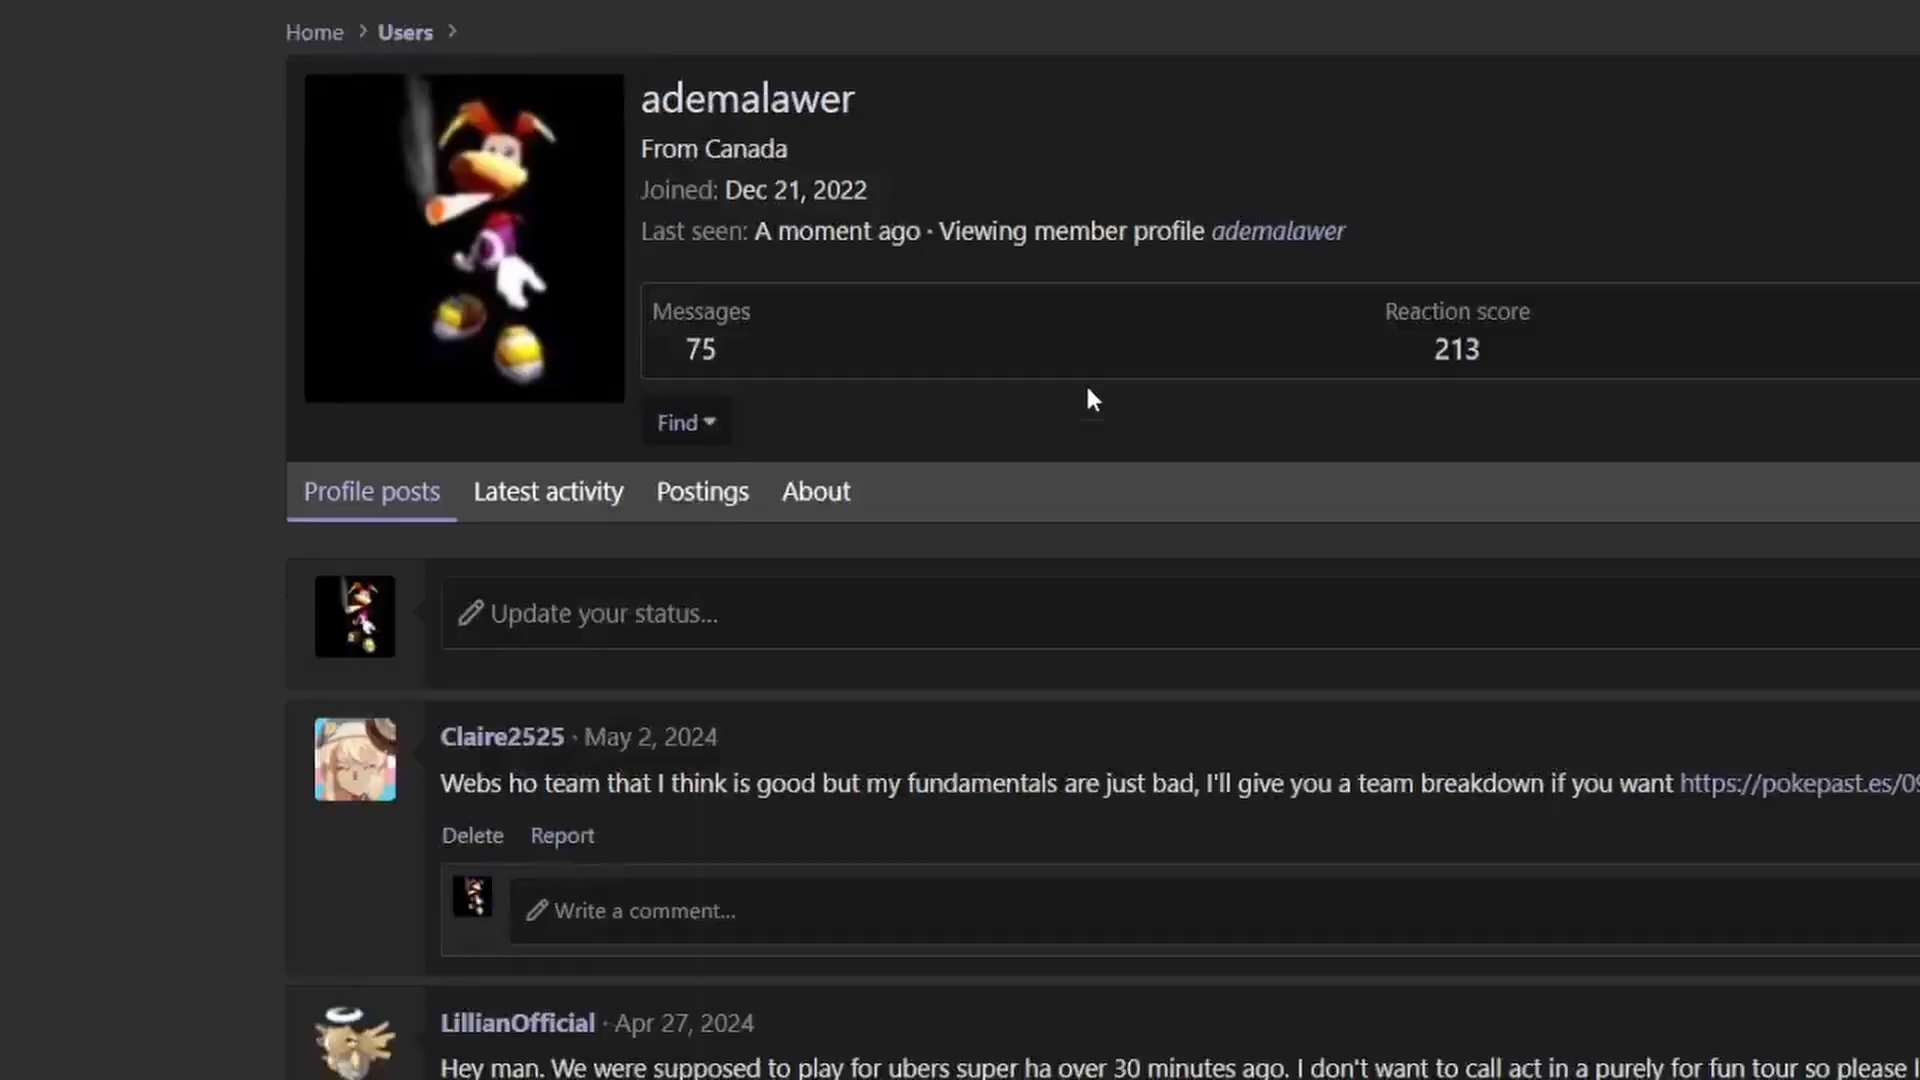 Home > Users >
ademalawer
From Canada
Joined: Dec 21, 2022
Last seen: A moment ago · Viewing member profile ademalawer
Messages Reaction score
75 213
Find
Profile posts Latest activity Postings About
Update your status...
Claire2525 · May 2, 2024
Webs ho team that I think is good but my fundamentals are just bad, I'll give you a team breakdown if you want https://pokepast.es/09
Delete Report
Write a comment...
LillianOfficial · Apr 27, 2024
Hey man. We were supposed to play for ubers super ha over 30 minutes ago. I don't want to call act in a purely for fun tour so please